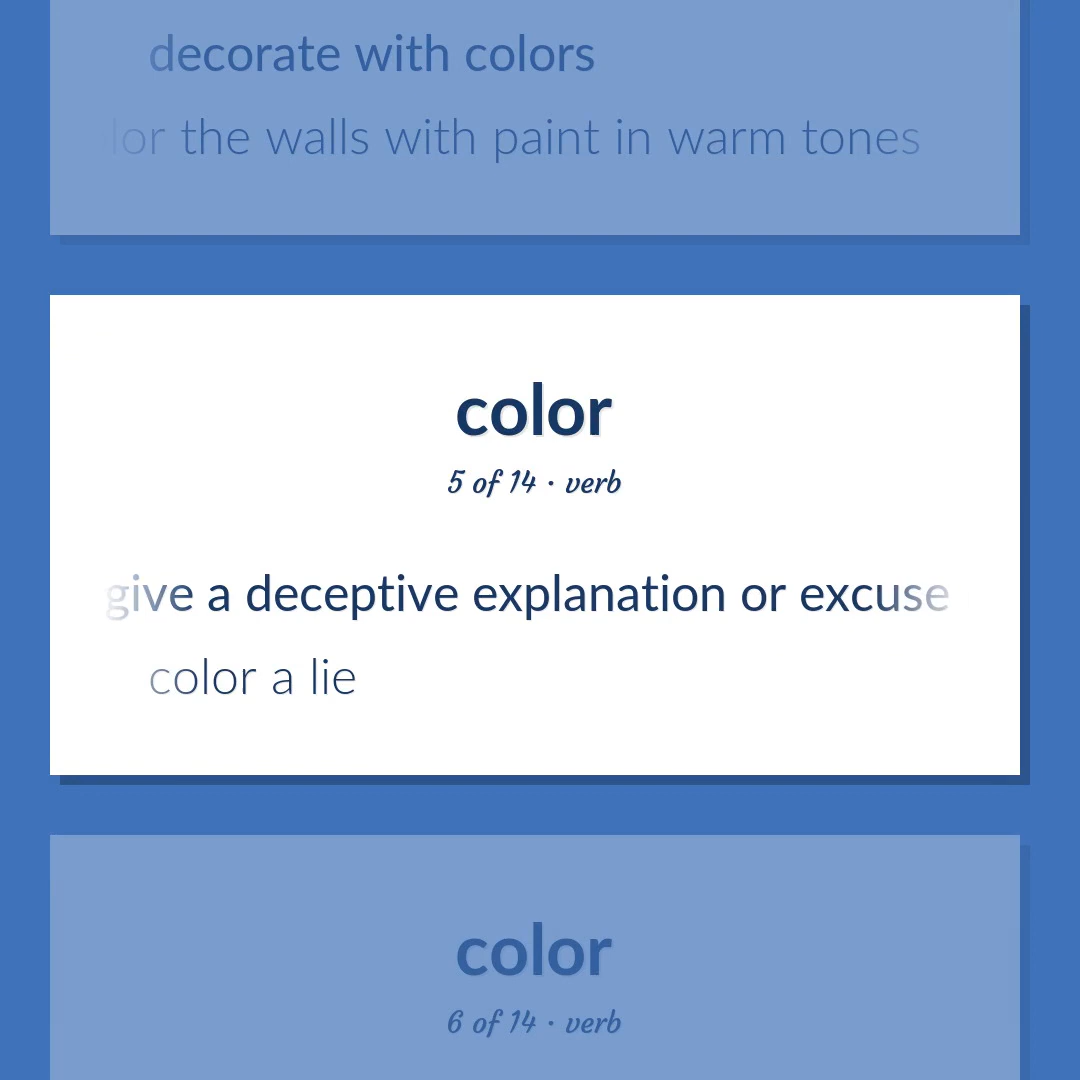 decorate with colors
lor the walls with paint in warm tones
color
5 of 14 · verb
give a deceptive explanation or excuse
color a lie
color
6 of 14 · verb